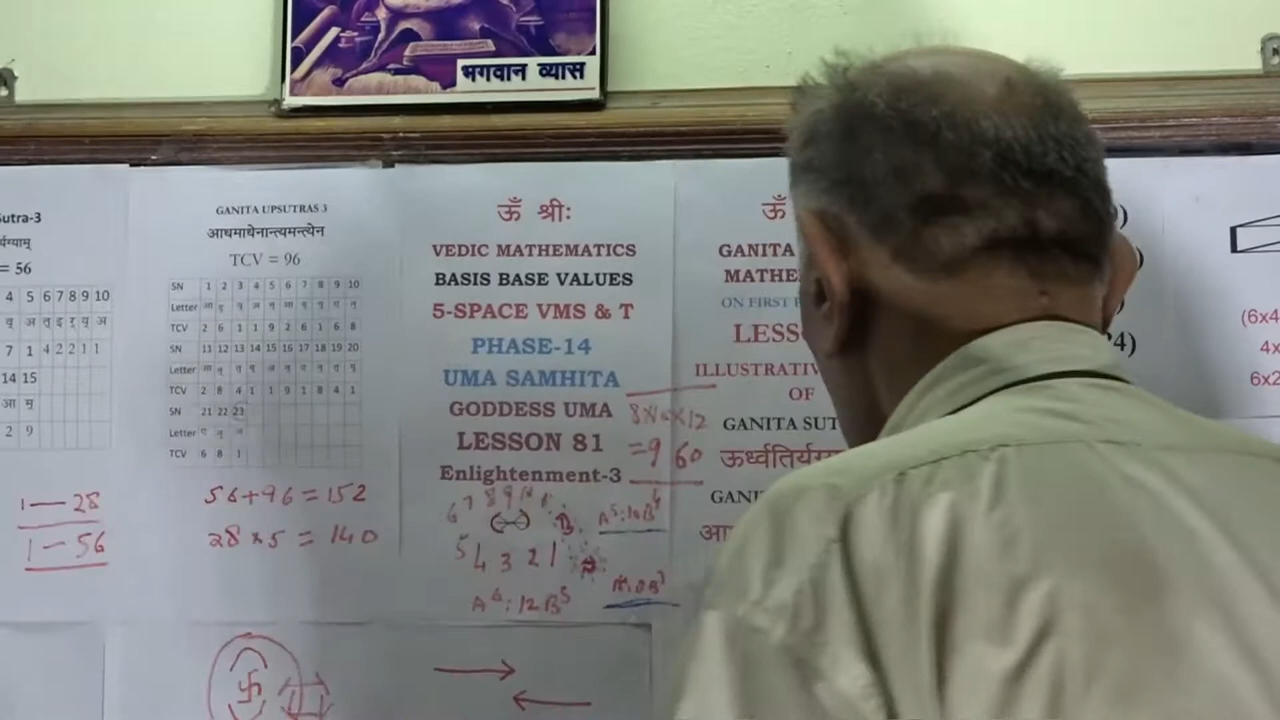 भगवान व्यास
utra-3
= 56
4 5 6 7 8 9 10
7 1 4 2 2 1 1
14 15
आ म्
2 9
1 — 28
1 — 56
GANITA UPSUTRAS 3
आद्यमाद्येनान्त्यमन्त्येन
TCV = 96
SN 1 2 3 4 5 6 7 8 9 10
Letter
TCV 2 6 1 1 9 2 6 1 6 8
SN 11 12 13 14 15 16 17 18 19 20
Letter
TCV 2 8 4 1 1 9 1 8 4 1
SN 21 22 23
Letter
TCV 6 8 1
56+96=152
28×5=140
ॐ श्रीः
VEDIC MATHEMATICS
BASIS BASE VALUES
5-SPACE VMS & T
PHASE-14
UMA SAMHITA
GODDESS UMA
LESSON 81
Enlightenment-3
8×10×12
=960
6 7 8 9 10
5 4 3 2 1
A⁵:10B⁴
A⁶:12B⁵
ॐ
GANITA
MATHE
ON FIRST
LESS
ILLUSTRATIV
OF
GANITA SUT
ऊर्ध्वतिर्यग्
GANI
)
)
4)
(6x4
4x
6x2